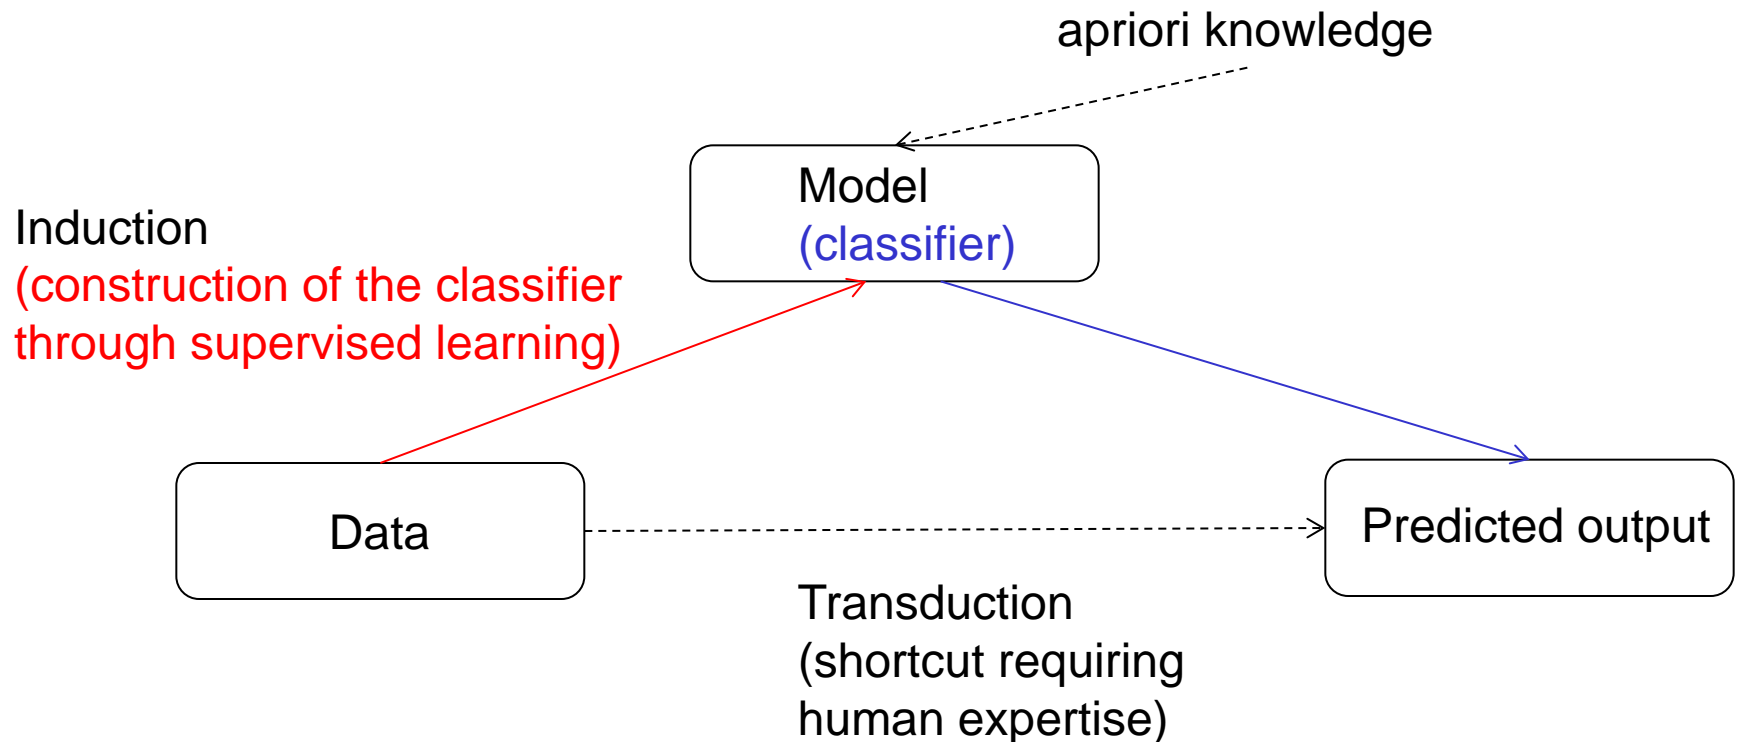 apriori knowledge
Model
(classifier)
Induction
(construction of the classifier
through supervised learning)
Data
Predicted output
Transduction
(shortcut requiring
human expertise)